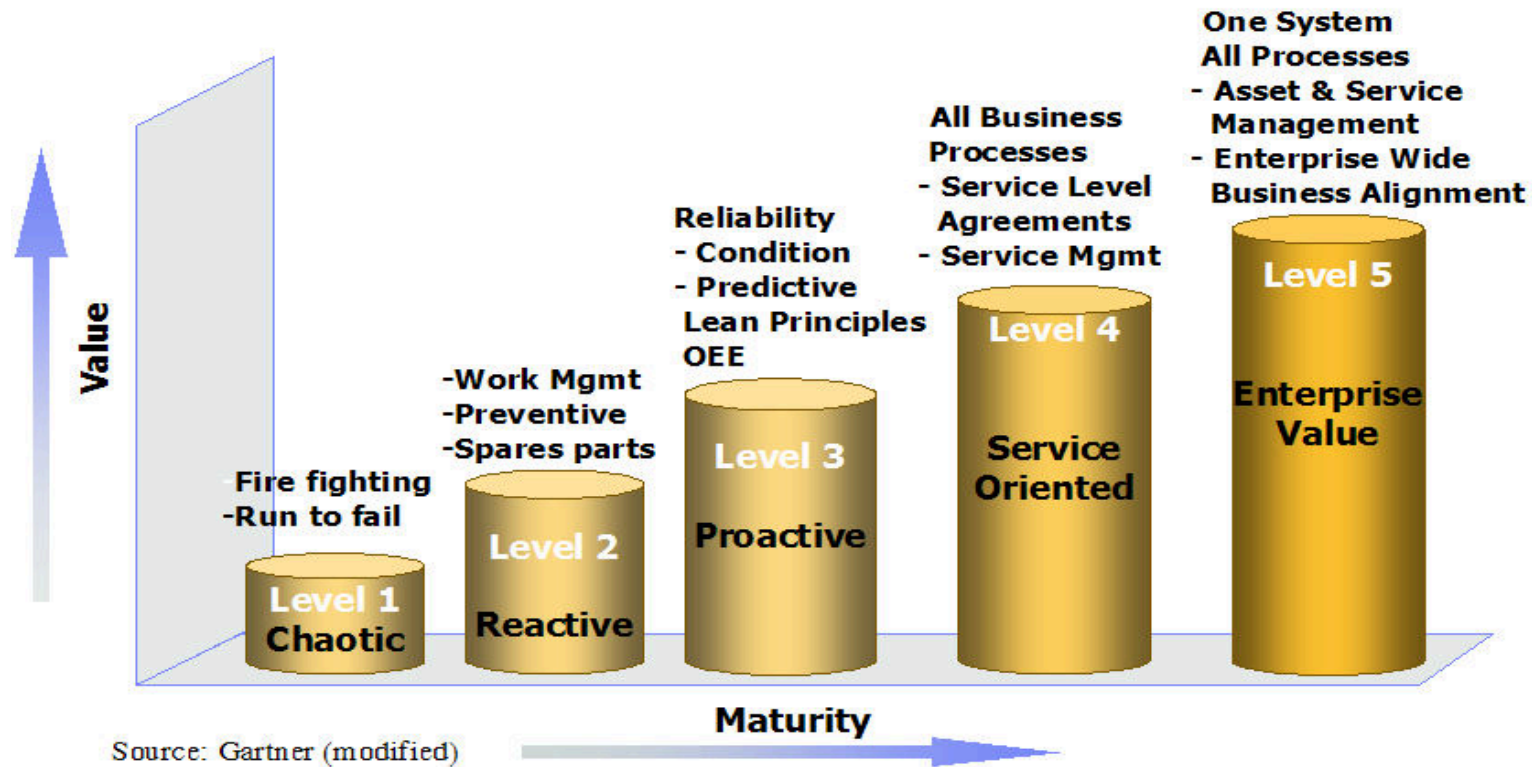 One System
All Processes
- Asset & Service
Management
- Enterprise Wide
Business Alignment
All Business
Processes
- Service Level
Agreements
- Service Mgmt
Reliability
- Condition
- Predictive
Lean Principles
OEE
-Work Mgmt
-Preventive
-Spares parts
-Fire fighting
-Run to fail
Value
Level 1
Chaotic
Level 2
Reactive
Level 3
Proactive
Level 4
Service
Oriented
Level 5
Enterprise
Value
Maturity
Source: Gartner (modified)